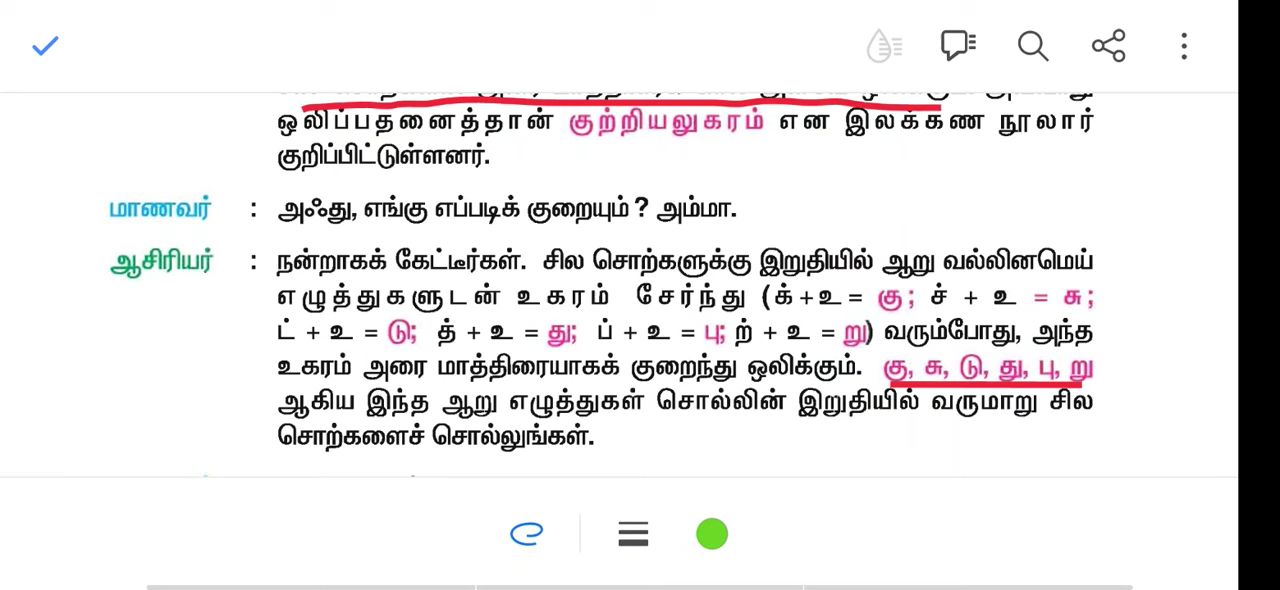 ஒலிப்பதனைத்தான் குற்றியலுகரம் என இலக்கண நூலார்
குறிப்பிட்டுள்ளனர்.
மாணவர் : அஃது, எங்கு எப்படிக் குறையும் ? அம்மா.
ஆசிரியர் : நன்றாகக் கேட்டீர்கள். சில சொற்களுக்கு இறுதியில் ஆறு வல்லினமெய்
எழுத்துகளுடன் உகரம் சேர்ந்து (க் + உ = கு; ச் + உ = சு;
ட் + உ = டு; த் + உ = து; ப் + உ = பு; ற் + உ = று) வரும்போது, அந்த
உகரம் அரை மாத்திரையாகக் குறைந்து ஒலிக்கும். கு, சு, டு, து, பு, று
ஆகிய இந்த ஆறு எழுத்துகள் சொல்லின் இறுதியில் வருமாறு சில
சொற்களைச் சொல்லுங்கள்.